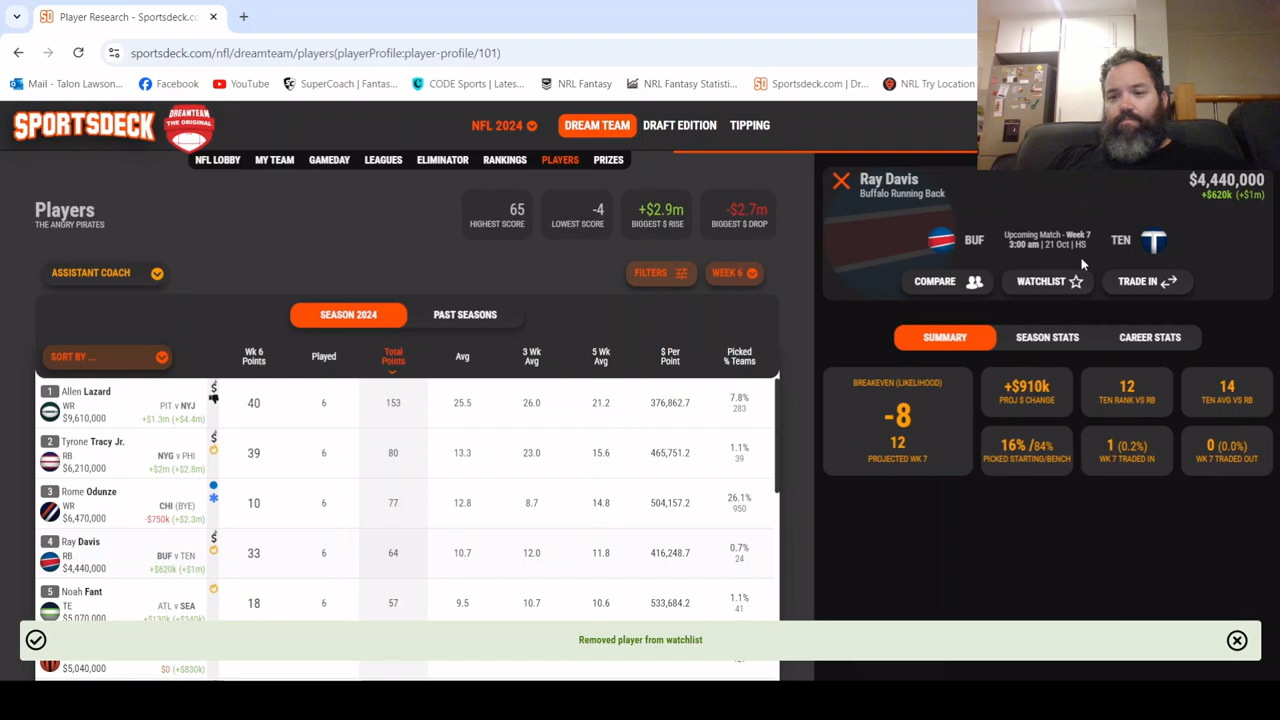 Player Research - Sportsdeck.cc
sportsdeck.com/nfl/dreamteam/players(playerProfile:player-profile/101)
Mail - Talon Lawson...
Facebook
YouTube
SuperCoach | Fantas...
CODE Sports | Lates...
NRL Fantasy
NRL Fantasy Statisti...
Sportsdeck.com | Dr...
NRL Try Location
SPORTSDECK
DREAMTEAM
THE ORIGINAL
NFL 2024
DREAM TEAM
DRAFT EDITION
TIPPING
NFL LOBBY
MY TEAM
GAMEDAY
LEAGUES
ELIMINATOR
RANKINGS
PLAYERS
PRIZES
Players
THE ANGRY PIRATES
65
HIGHEST SCORE
-4
LOWEST SCORE
+$2.9m
BIGGEST $ RISE
-$2.7m
BIGGEST $ DROP
ASSISTANT COACH
FILTERS
WEEK 6
SEASON 2024
PAST SEASONS
SORT BY ...
Wk 6 Points
Played
Total Points
Avg
3 Wk Avg
5 Wk Avg
$ Per Point
Picked % Teams
1 Allen Lazard
WR PIT v NYJ
$9,610,000 +$1.3m (+$4.4m)
40 6 153 25.5 26.0 21.2 376,862.7 7.8%
283
2 Tyrone Tracy Jr.
RB NYG v PHI
$6,210,000 +$2m (+$2.8m)
39 6 80 13.3 23.0 15.6 465,751.2 1.1%
39
3 Rome Odunze
WR CHI (BYE)
$6,470,000 -$750k (+$2.3m)
10 6 77 12.8 8.7 14.8 504,157.2 26.1%
950
4 Ray Davis
RB BUF v TEN
$4,440,000 +$620k (+$1m)
33 6 64 10.7 12.0 11.8 416,248.7 0.7%
24
5 Noah Fant
TE ATL v SEA
$5,070,000 +$130k (+$340k)
18 6 57 9.5 10.7 10.6 533,684.2 1.1%
41
Removed player from watchlist
$5,040,000 $0 (+$830k)
Ray Davis
Buffalo Running Back
$4,440,000
+$620k (+$1m)
BUF
Upcoming Match - Week 7
3:00 am | 21 Oct | HS
TEN
COMPARE
WATCHLIST
TRADE IN
SUMMARY
SEASON STATS
CAREER STATS
BREAKEVEN (LIKELIHOOD)
-8
12
PROJECTED WK 7
+$910k
PROJ $ CHANGE
12
TEN RANK VS RB
14
TEN AVG VS RB
16% /84%
PICKED STARTING/BENCH
1 (0.2%)
WK 7 TRADED IN
0 (0.0%)
WK 7 TRADED OUT